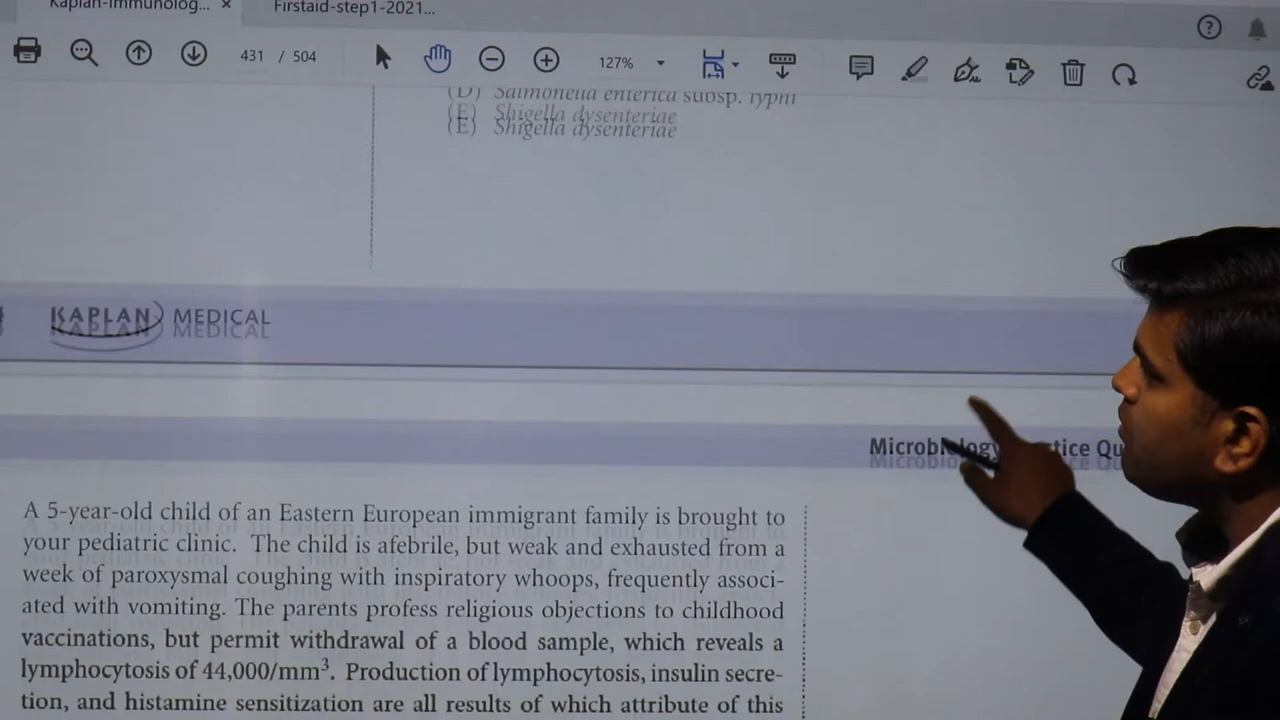 Kaplan-Immunolog... ×
Firstaid-step1-2021...
431 / 504
127%
(D) Salmonella enterica subsp. typhi
(E) Shigella dysenteriae
(E) Shigella dysenteriae
KAPLAN MEDICAL
Microbiology
A 5-year-old child of an Eastern European immigrant family is brought to
your pediatric clinic. The child is afebrile, but weak and exhausted from a
week of paroxysmal coughing with inspiratory whoops, frequently associ-
ated with vomiting. The parents profess religious objections to childhood
vaccinations, but permit withdrawal of a blood sample, which reveals a
lymphocytosis of 44,000/mm³. Production of lymphocytosis, insulin secre-
tion, and histamine sensitization are all results of which attribute of this